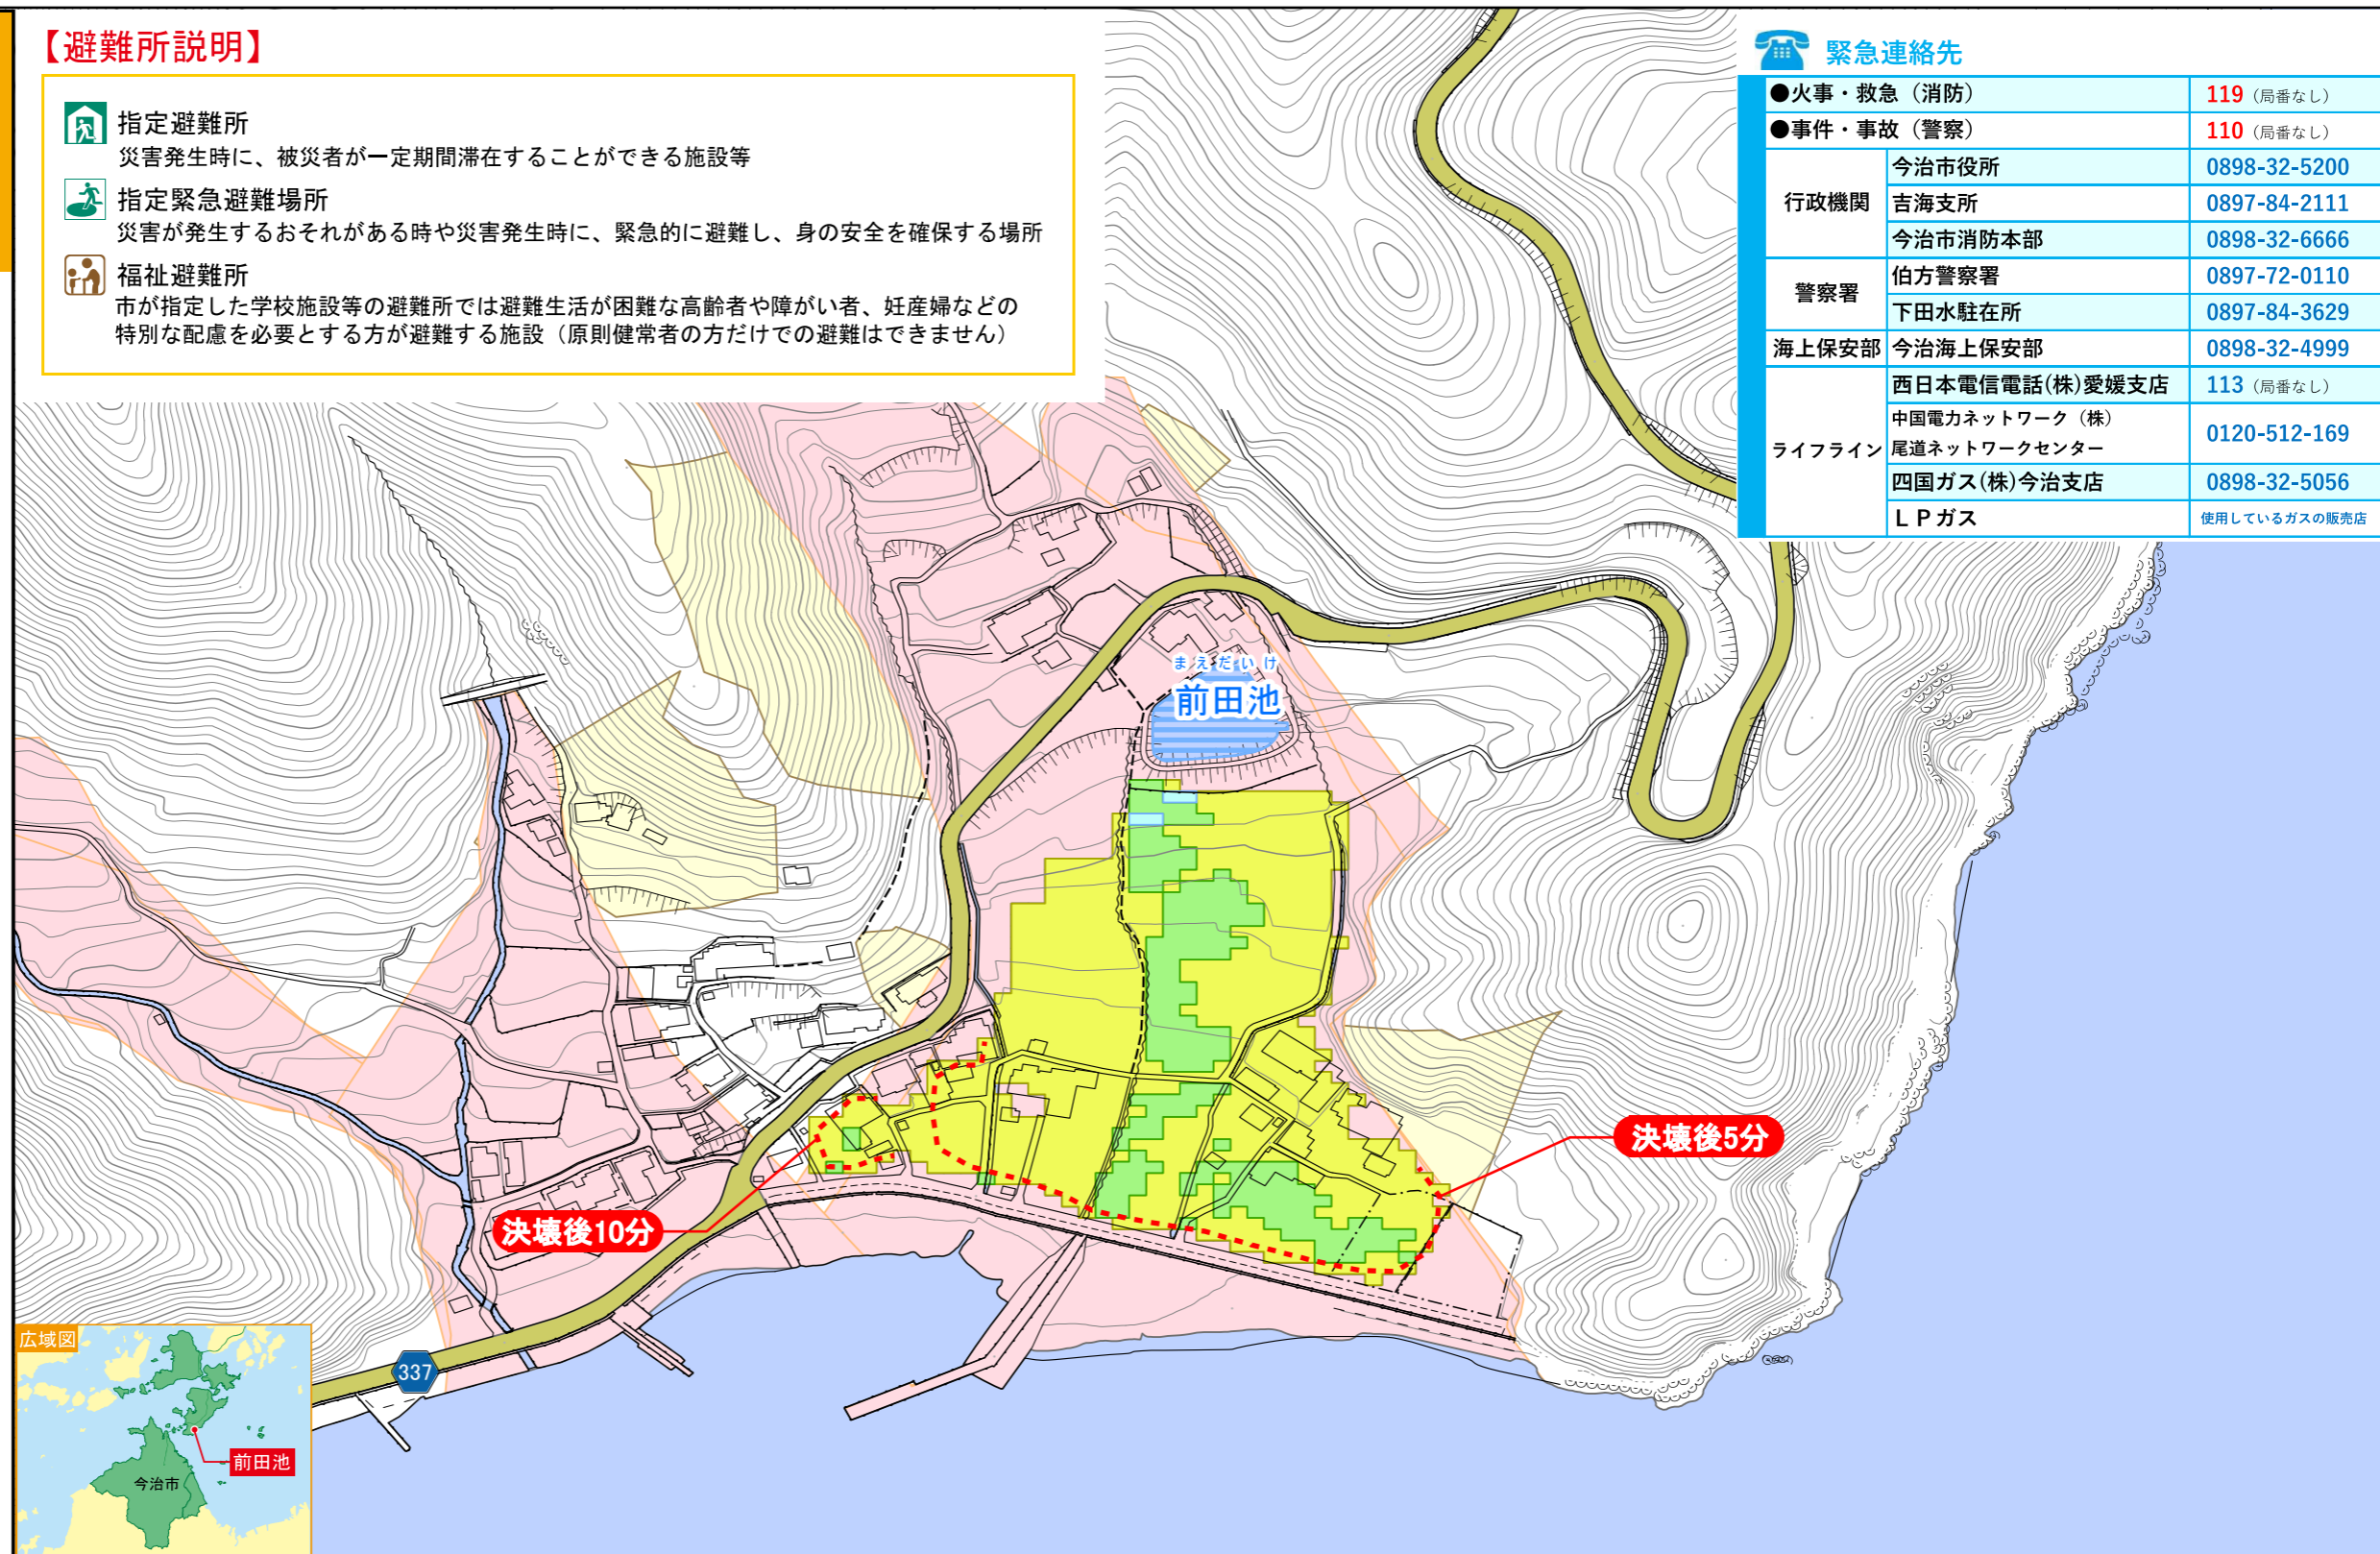 【避難所説明】
指定避難所
災害発生時に、被災者が一定期間滞在することができる施設等
指定緊急避難場所
災害が発生するおそれがある時や災害発生時に、緊急的に避難し、身の安全を確保する場所
福祉避難所
市が指定した学校施設等の避難所では避難生活が困難な高齢者や障がい者、妊産婦などの
特別な配慮を必要とする方が避難する施設（原則健常者の方だけでの避難はできません）
緊急連絡先
●火事・救急（消防） 119（局番なし）
●事件・事故（警察） 110（局番なし）
行政機関
今治市役所 0898-32-5200
吉海支所 0897-84-2111
今治市消防本部 0898-32-6666
警察署
伯方警察署 0897-72-0110
下田水駐在所 0897-84-3629
海上保安部 今治海上保安部 0898-32-4999
ライフライン
西日本電信電話(株)愛媛支店 113（局番なし）
中国電力ネットワーク（株）
尾道ネットワークセンター 0120-512-169
四国ガス(株)今治支店 0898-32-5056
ＬＰガス 使用しているガスの販売店
まえだいけ
前田池
決壊後5分
決壊後10分
337
広域図
前田池
今治市